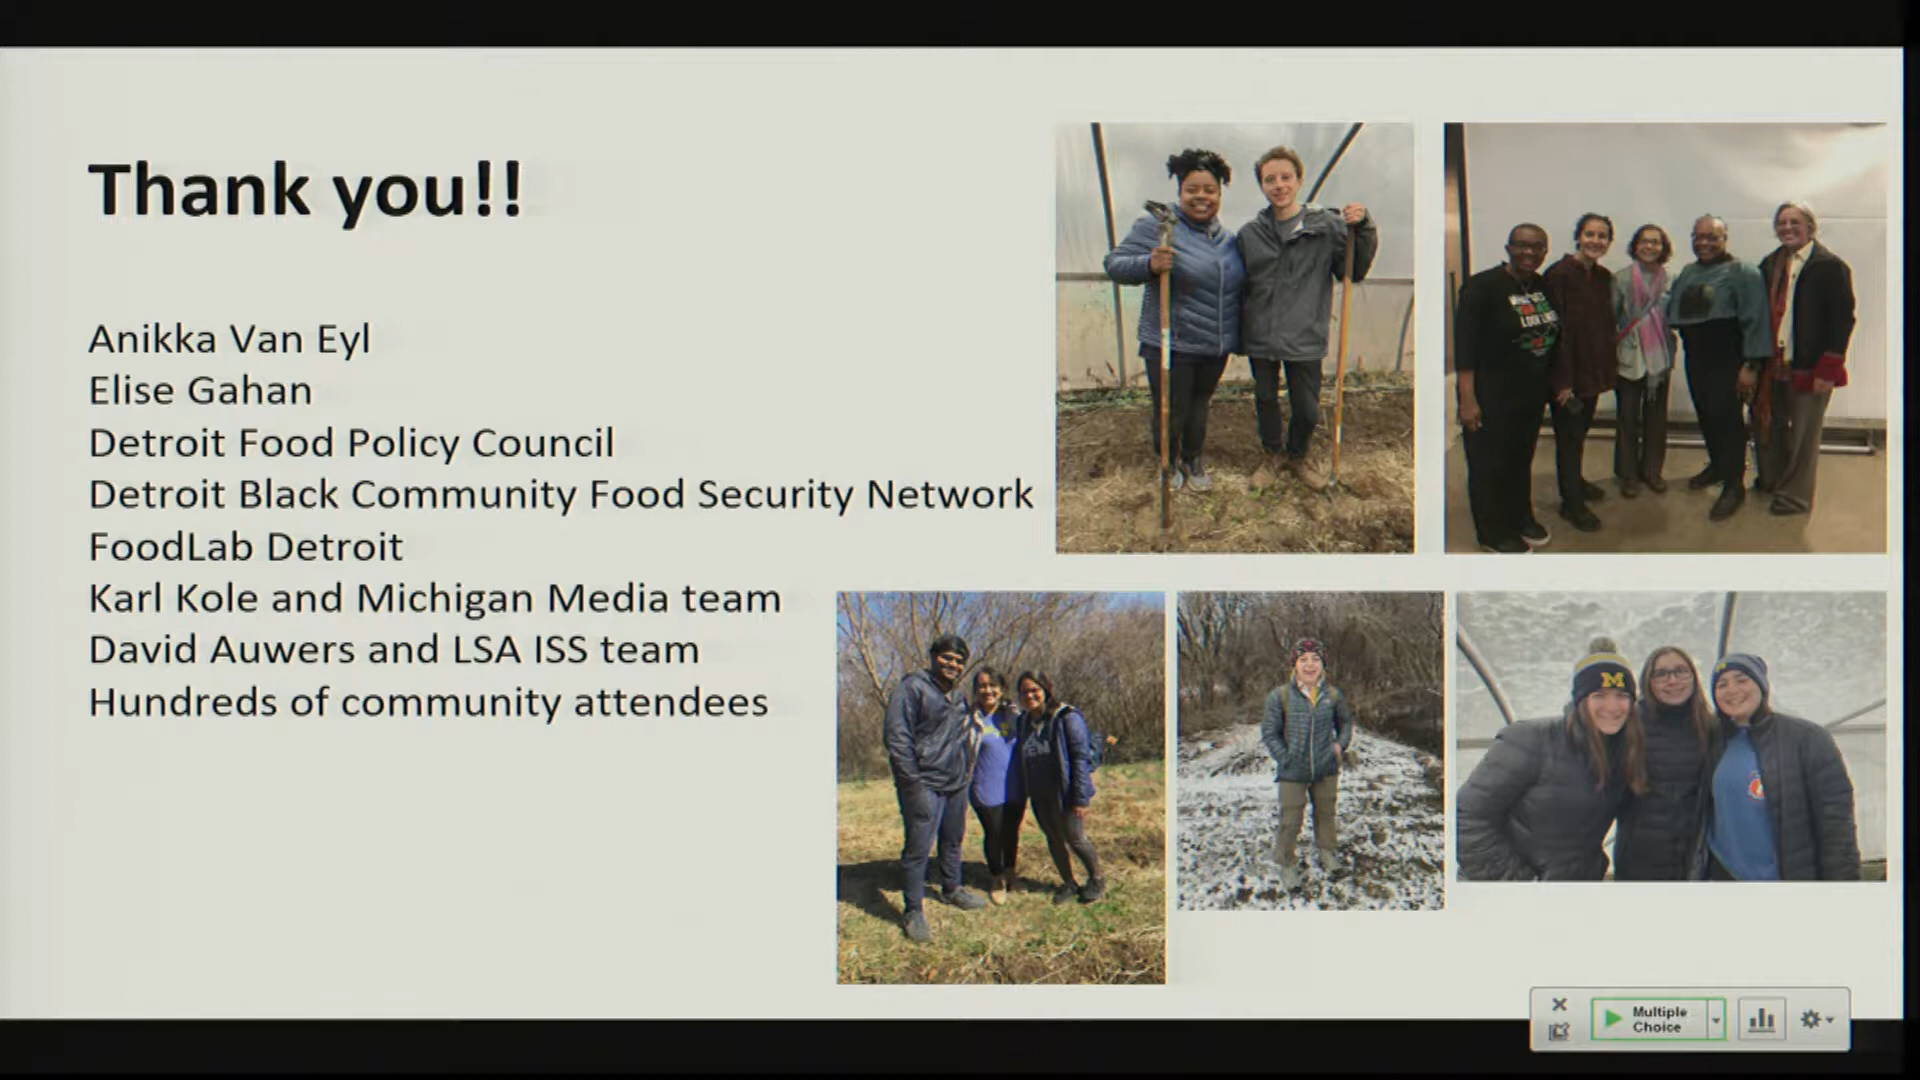 Thank you!!
Anikka Van Eyl
Elise Gahan
Detroit Food Policy Council
Detroit Black Community Food Security Network
FoodLab Detroit
Karl Kole and Michigan Media team
David Auwers and LSA ISS team
Hundreds of community attendees
M
Multiple
Choice